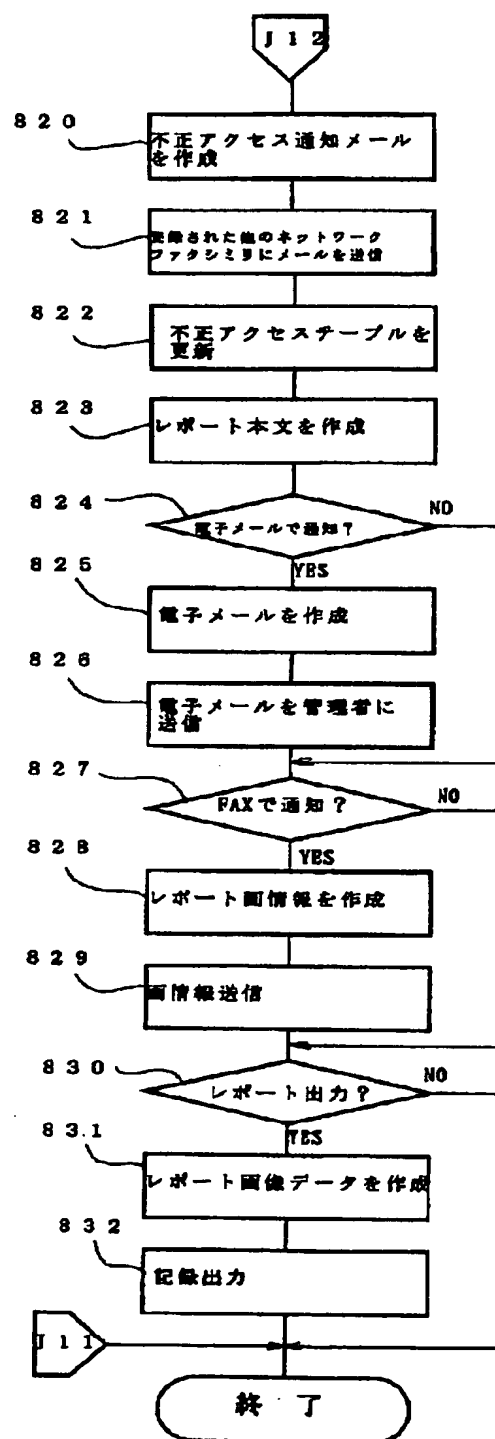 J12
820
不正アクセス通知メール
を作成
821
登録された他のネットワーク
ファクシミリにメールを送信
822
不正アクセステーブルを
更新
823
レポート本文を作成
824
電子メールで通知？
NO
YES
825
電子メールを作成
826
電子メールを管理者に
送信
827
FAXで通知？
NO
YES
828
レポート画情報を作成
829
画情報送信
830
レポート出力？
NO
YES
831
レポート画像データを作成
832
記録出力
J11
終了